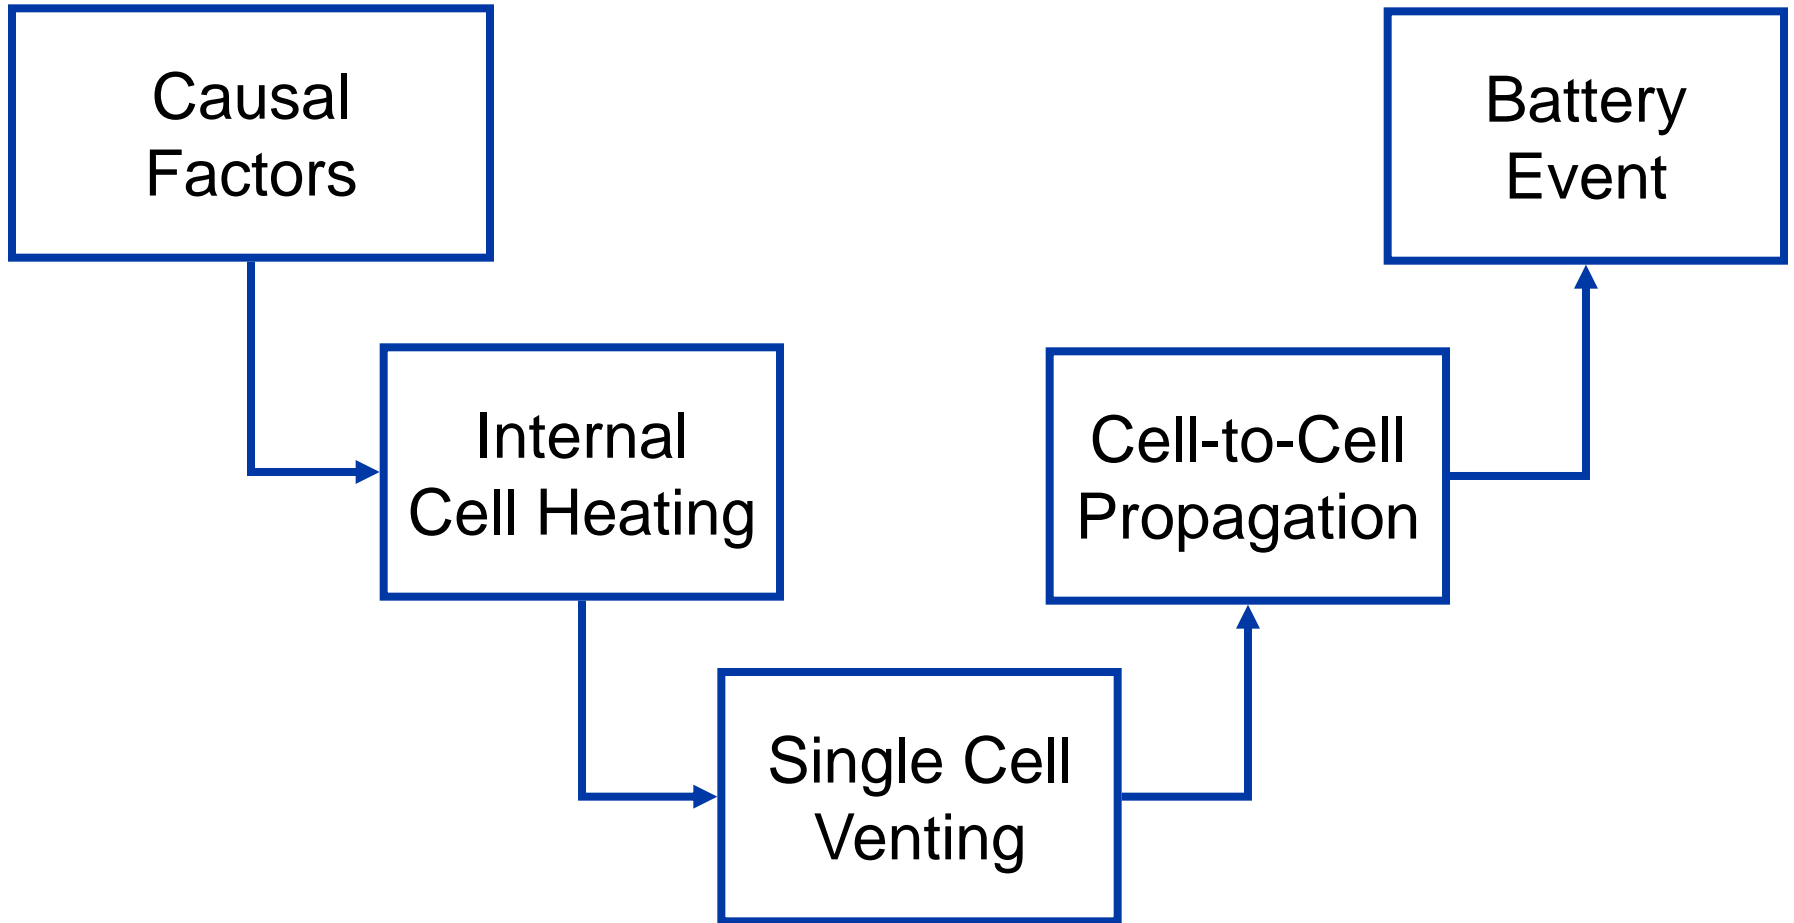 Causal
Factors
Internal
Cell Heating
Single Cell
Venting
Cell-to-Cell
Propagation
Battery
Event